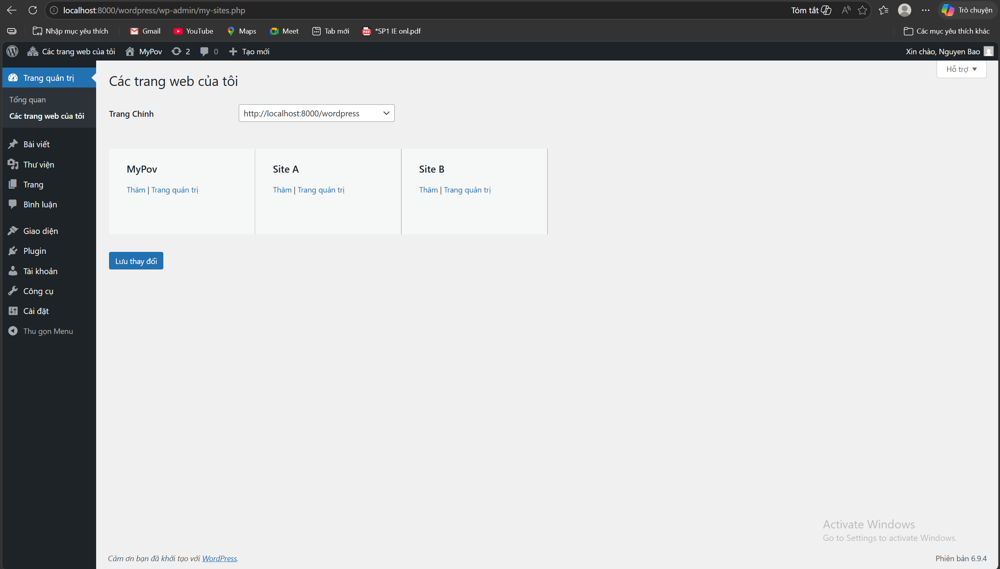 localhost:8000/wordpress/wp-admin/my-sites.php
Tóm tắt
Trò chuyện
Nhập mục yêu thích
Gmail
YouTube
Maps
Meet
Tab mới
*SP1 IE onl.pdf
Các mục yêu thích khác
Các trang web của tôi
MyPov
2
0
Tạo mới
Xin chào, Nguyen Bao
Hỗ trợ
Trang quản trị
Tổng quan
Các trang web của tôi
Bài viết
Thư viện
Trang
Bình luận
Giao diện
Plugin
Tài khoản
Công cụ
Cài đặt
Thu gọn Menu
Các trang web của tôi
Trang Chính
http://localhost:8000/wordpress
MyPov
Thăm | Trang quản trị
Site A
Thăm | Trang quản trị
Site B
Thăm | Trang quản trị
Lưu thay đổi
Activate Windows
Go to Settings to activate Windows.
Cảm ơn bạn đã khởi tạo với WordPress.
Phiên bản 6.9.4